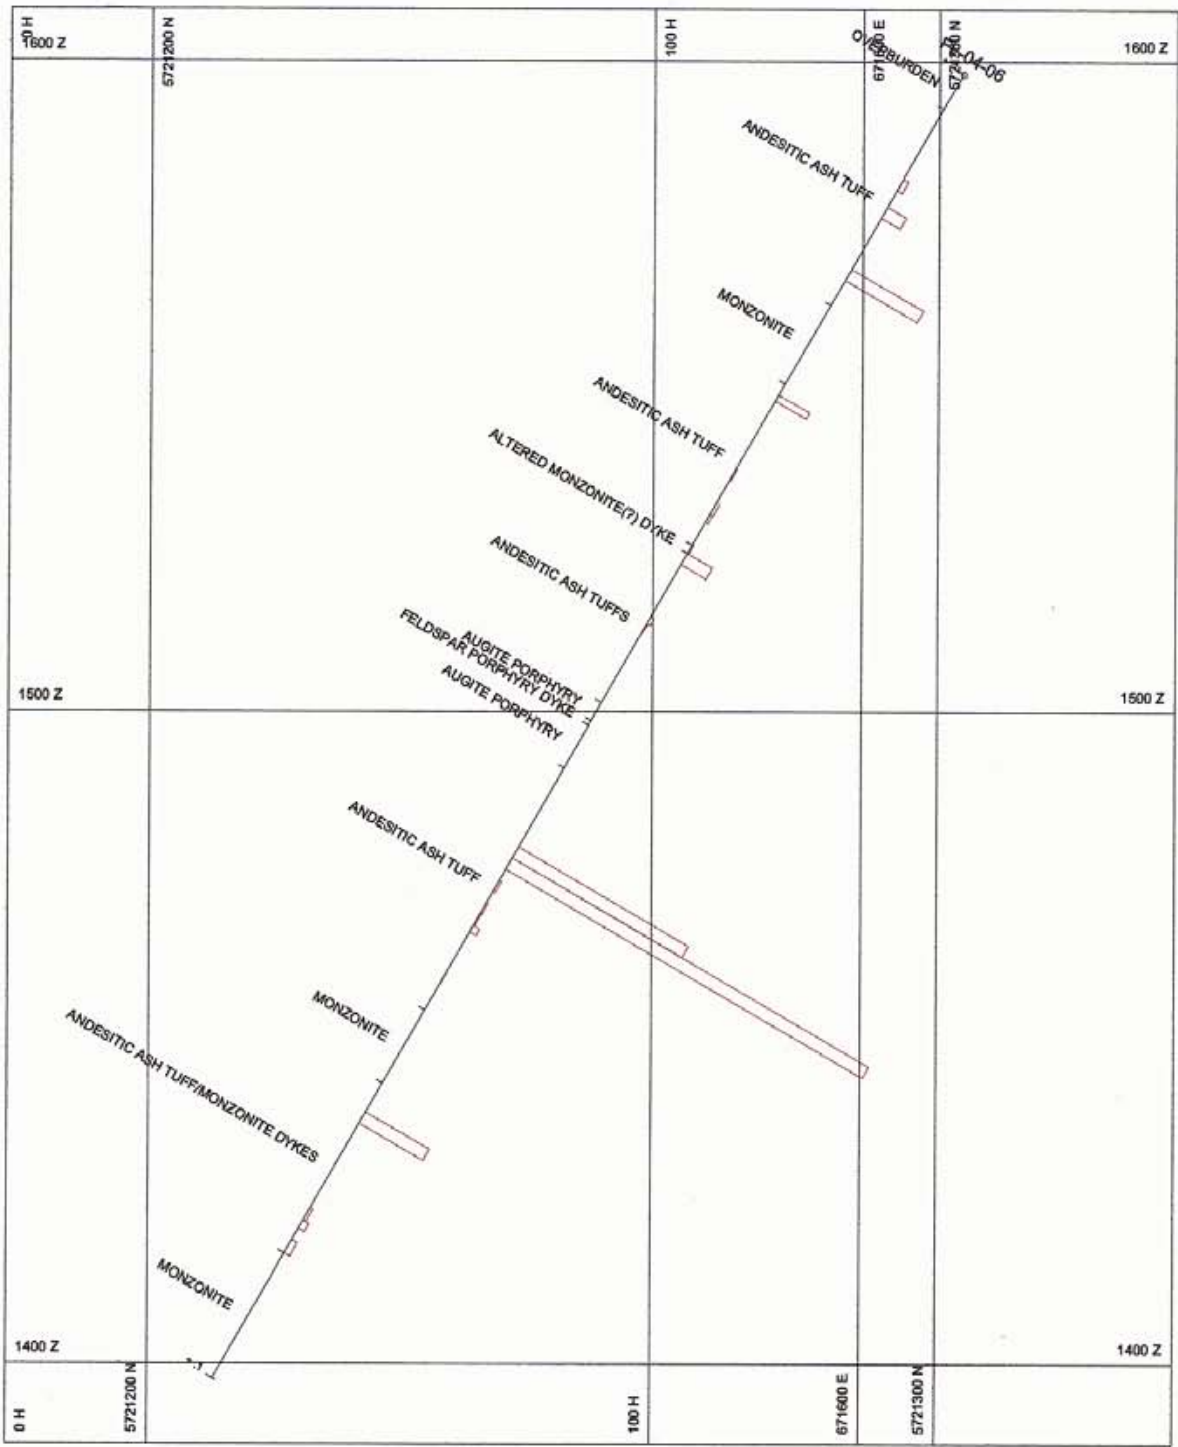 0 H
1600 Z
5721200 N
100 H
1600 Z
OVERBURDEN
ANDESITIC ASH TUFF
MONZONITE
ANDESITIC ASH TUFF
ALTERED MONZONITE(?) DYKE
ANDESITIC ASH TUFFS
AUGITE PORPHYRY
FELDSPAR PORPHYRY DYKE
AUGITE PORPHYRY
1500 Z
1500 Z
ANDESITIC ASH TUFF
MONZONITE
ANDESITIC ASH TUFF/MONZONITE DYKES
MONZONITE
1400 Z
1400 Z
0 H
5721200 N
100 H
671600 E
5721300 N